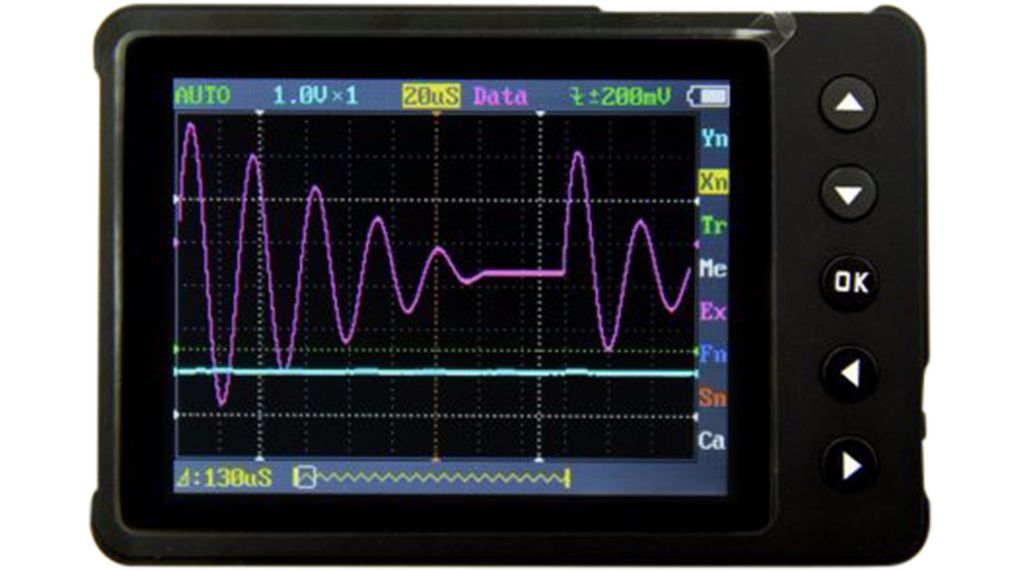 AUTO 1.0V×1 20uS Data ±200mV
Yn
Xn
Tr
Me
Ex
Fn
Sn
Ca
⊿:130uS
OK